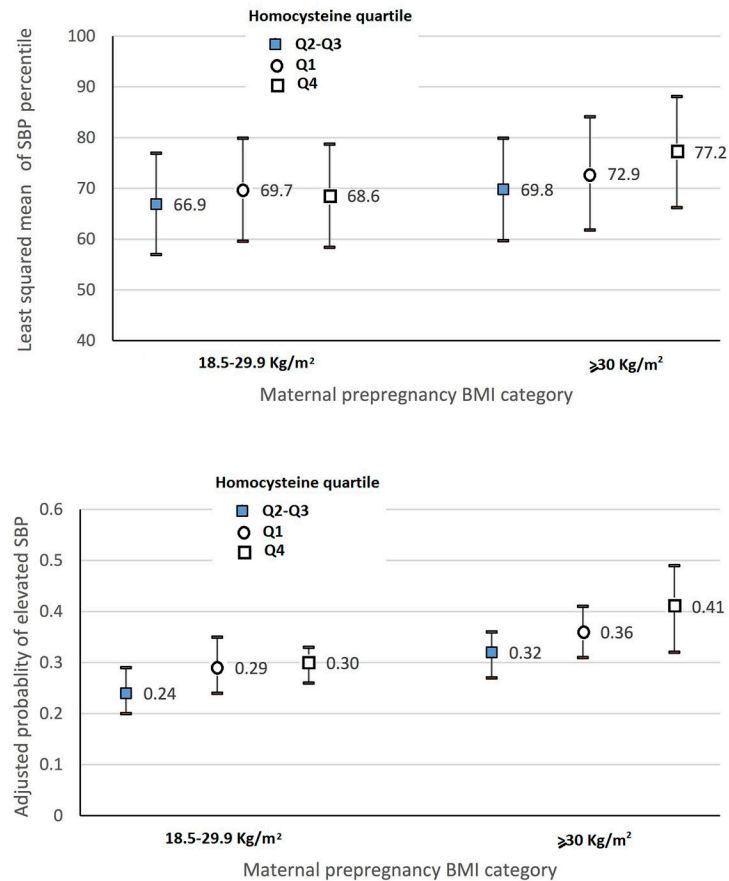 Homocysteine quartile
Q2-Q3
Q1
Q4
Least squared mean of SBP percentile
100
90
80
70
60
50
40
66.9
69.7
68.6
69.8
72.9
77.2
18.5-29.9 Kg/m²
⩾30 Kg/m²
Maternal prepregnancy BMI category
Homocysteine quartile
Q2-Q3
Q1
Q4
Adjusted probablity of elevated SBP
0.6
0.5
0.4
0.3
0.2
0.1
0
0.24
0.29
0.30
0.32
0.36
0.41
18.5-29.9 Kg/m²
⩾30 Kg/m²
Maternal prepregnancy BMI category